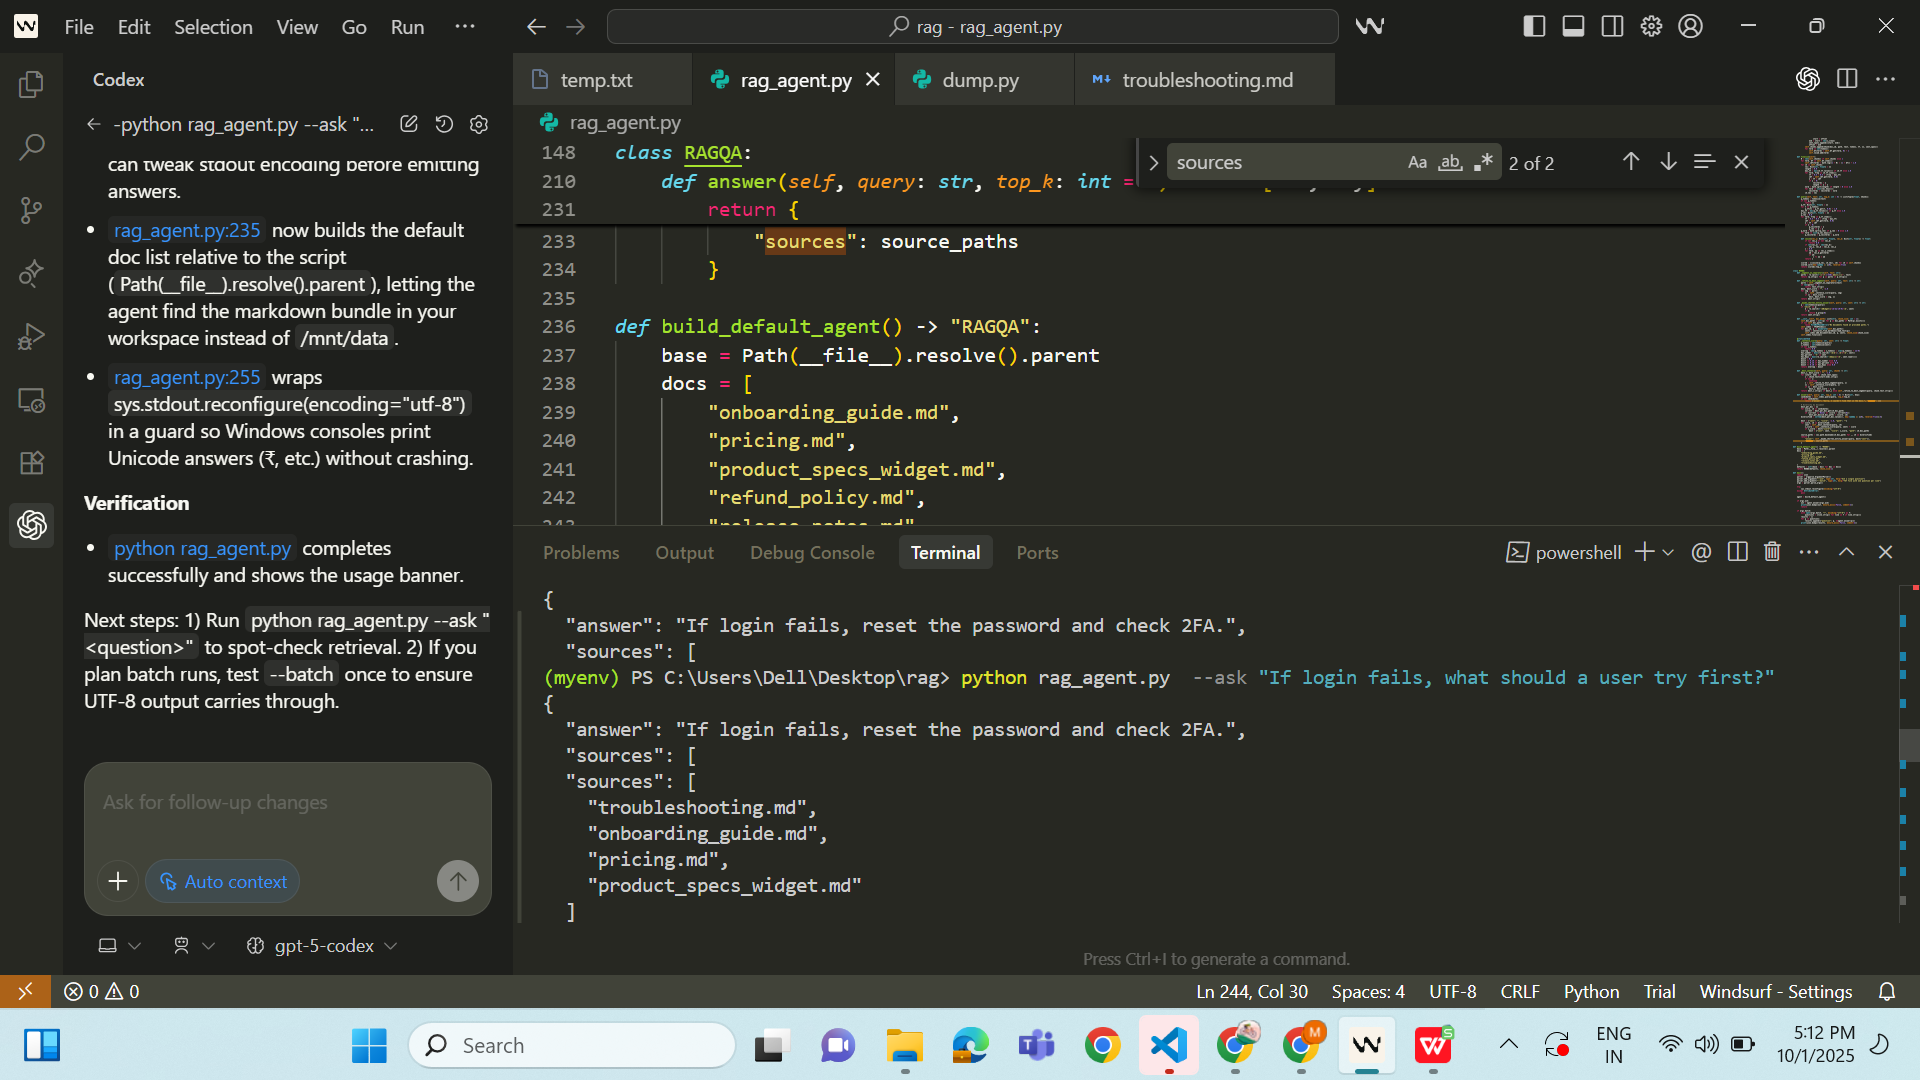 File Edit Selection View Go Run ···
rag - rag_agent.py
Codex
-python rag_agent.py --ask "...
can tweak stdout encoding before emitting
answers.
• rag_agent.py:235 now builds the default
doc list relative to the script
( Path(__file__).resolve().parent ), letting the
agent find the markdown bundle in your
workspace instead of /mnt/data .
• rag_agent.py:255 wraps
sys.stdout.reconfigure(encoding="utf-8")
in a guard so Windows consoles print
Unicode answers (₹, etc.) without crashing.
Verification
• python rag_agent.py completes
successfully and shows the usage banner.
Next steps: 1) Run python rag_agent.py --ask "
<question>" to spot-check retrieval. 2) If you
plan batch runs, test --batch once to ensure
UTF-8 output carries through.
Ask for follow-up changes
Auto context
gpt-5-codex
temp.txt rag_agent.py dump.py troubleshooting.md
rag_agent.py
sources Aa ab 2 of 2
148 class RAGQA:
210 def answer(self, query: str, top_k: int =
231 return {
233 "sources": source_paths
234 }
235
236 def build_default_agent() -> "RAGQA":
237 base = Path(__file__).resolve().parent
238 docs = [
239 "onboarding_guide.md",
240 "pricing.md",
241 "product_specs_widget.md",
242 "refund_policy.md",
243 "release_notes.md"
Problems Output Debug Console Terminal Ports
powershell
{
"answer": "If login fails, reset the password and check 2FA.",
"sources": [
(myenv) PS C:\Users\Dell\Desktop\rag> python rag_agent.py --ask "If login fails, what should a user try first?"
{
"answer": "If login fails, reset the password and check 2FA.",
"sources": [
"sources": [
"troubleshooting.md",
"onboarding_guide.md",
"pricing.md",
"product_specs_widget.md"
]
Press Ctrl+I to generate a command.
0 0
Ln 244, Col 30 Spaces: 4 UTF-8 CRLF Python Trial Windsurf - Settings
Search
ENG
IN
5:12 PM
10/1/2025